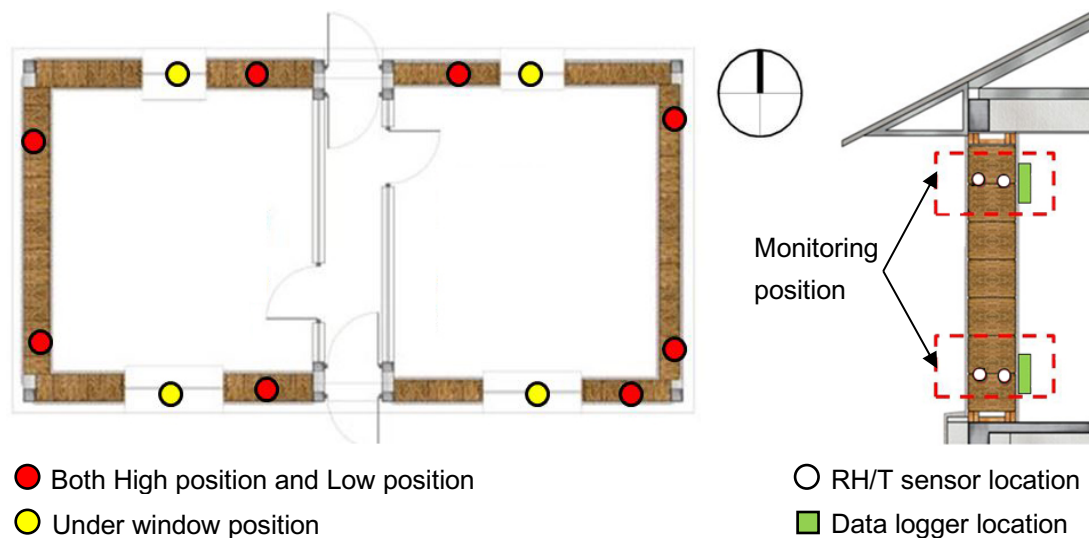 Monitoring
position
Both High position and Low position
Under window position
RH/T sensor location
Data logger location